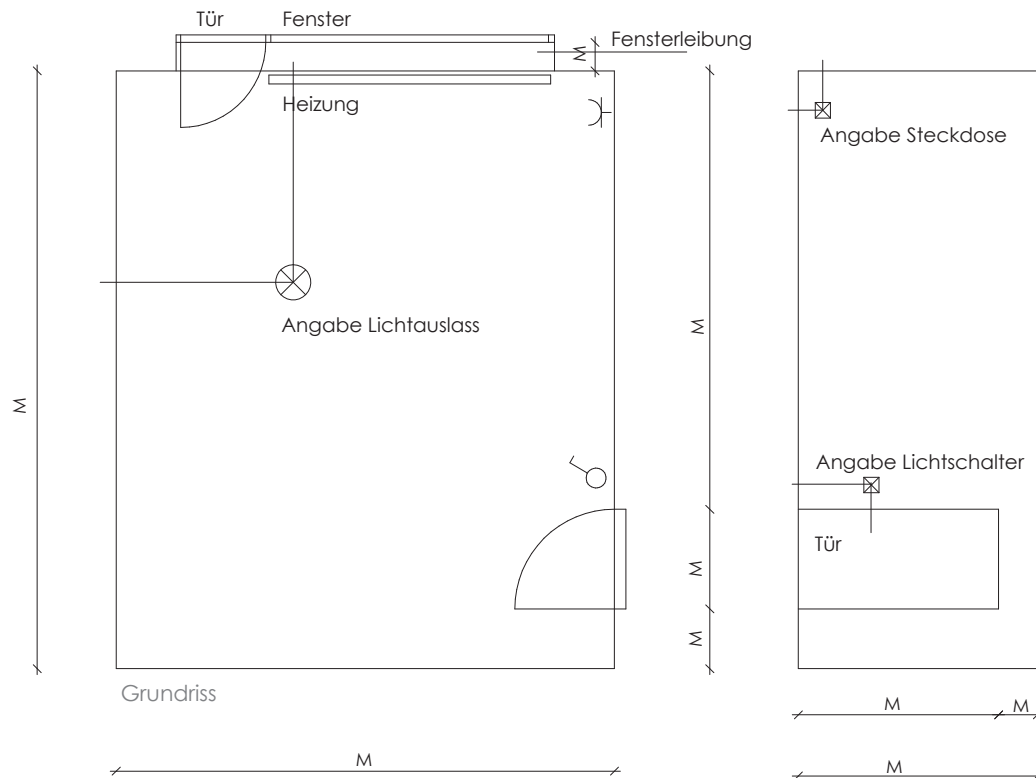 Tür
Fenster
Fensterleibung
M
Heizung
Angabe Steckdose
Angabe Lichtauslass
M
M
Angabe Lichtschalter
Tür
M
M
Grundriss
M
M
M
M